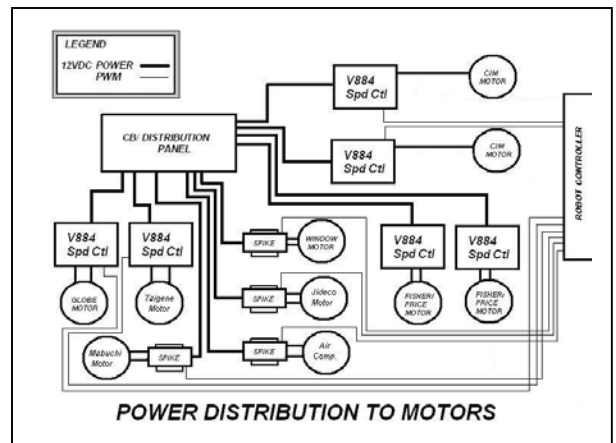 LEGEND
12VDC POWER
PWM
V884
Spd Ctl
CIM
MOTOR
CB/ DISTRIBUTION
PANEL
V884
Spd Ctl
CIM
MOTOR
ROBOT CONTROLLER
V884
Spd Ctl
V884
Spd Ctl
SPIKE
WINDOW
MOTOR
V884
Spd Ctl
V884
Spd Ctl
GLOBE
MOTOR
Taigene
Motor
SPIKE
Jideco
Motor
FISHER/
PRICE
MOTOR
FISHER/
PRICE
MOTOR
Mabuchi
Motor
SPIKE
SPIKE
Air
Comp.
POWER DISTRIBUTION TO MOTORS